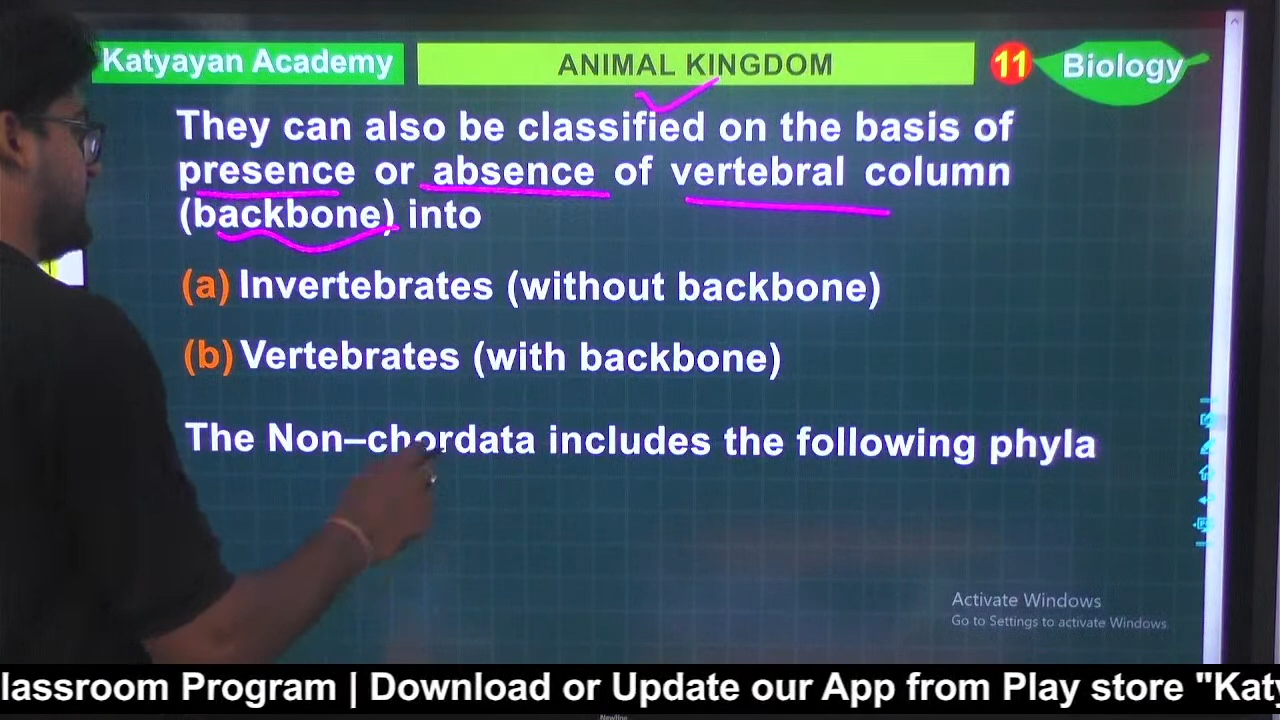 Katyayan Academy
ANIMAL KINGDOM
11 Biology
They can also be classified on the basis of
presence or absence of vertebral column
(backbone) into
(a) Invertebrates (without backbone)
(b) Vertebrates (with backbone)
The Non–chordata includes the following phyla
Activate Windows
Go to Settings to activate Windows.
lassroom Program | Download or Update our App from Play store "Katy
Newline